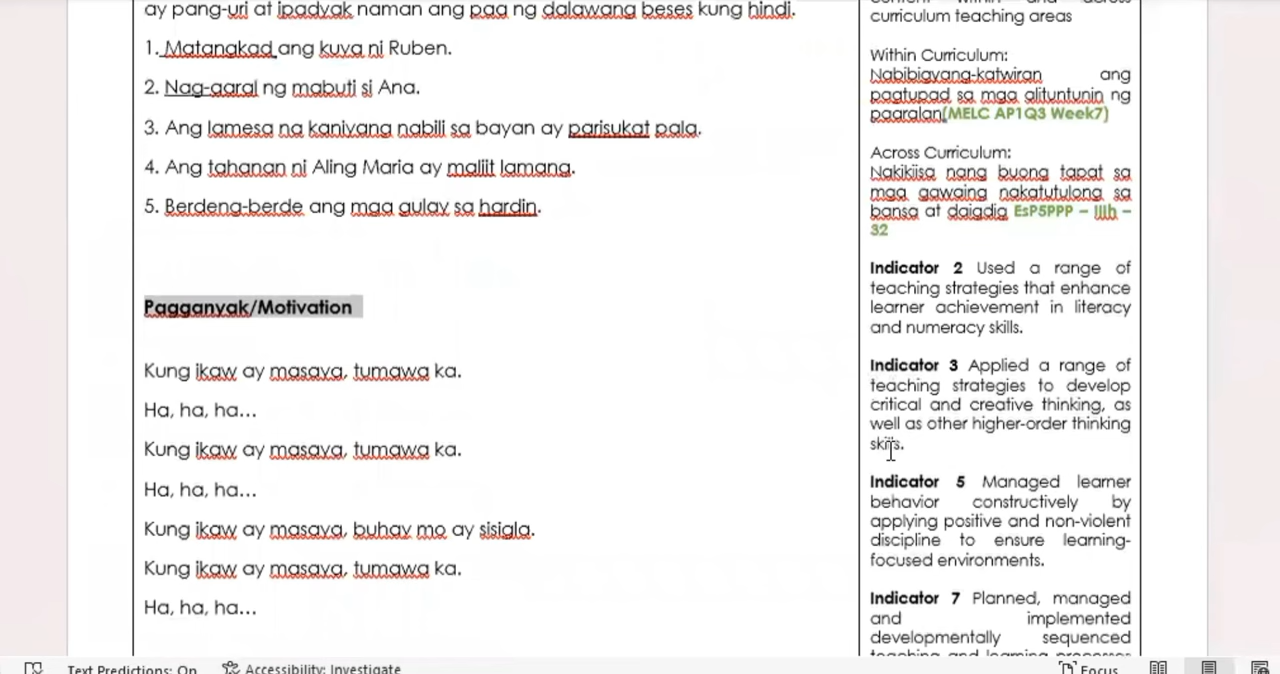 ay pang-uri at ipadyak naman ang paa ng dalawang beses kung hindi.
1. Matangkad ang kuya ni Ruben.
2. Nag-aaral ng mabuti si Ana.
3. Ang lamesa na kaniyang nabili sa bayan ay parisukat pala.
4. Ang tahanan ni Aling Maria ay maliit lamang.
5. Berdeng-berde ang mga gulay sa hardin.
Pagganyak/Motivation
Kung ikaw ay masaya, tumawa ka.
Ha, ha, ha…
Kung ikaw ay masaya, tumawa ka.
Ha, ha, ha…
Kung ikaw ay masaya, buhay mo ay sisigla.
Kung ikaw ay masaya, tumawa ka.
Ha, ha, ha…
content within and across
curriculum teaching areas
Within Curriculum:
Nabibigyang-katwiran ang
pagtupad sa mga alituntunin ng
paaralan(MELC AP1Q3 Week7)
Across Curriculum:
Nakikiisa nang buong tapat sa
mga gawaing nakatutulong sa
bansa at daigdig EsP5PPP – IIIh –
32
Indicator 2 Used a range of
teaching strategies that enhance
learner achievement in literacy
and numeracy skills.
Indicator 3 Applied a range of
teaching strategies to develop
critical and creative thinking, as
well as other higher-order thinking
skills.
Indicator 5 Managed learner
behavior constructively by
applying positive and non-violent
discipline to ensure learning-
focused environments.
Indicator 7 Planned, managed
and implemented
developmentally sequenced
teaching and learning processes
Text Predictions: On Accessibility: Investigate Focus